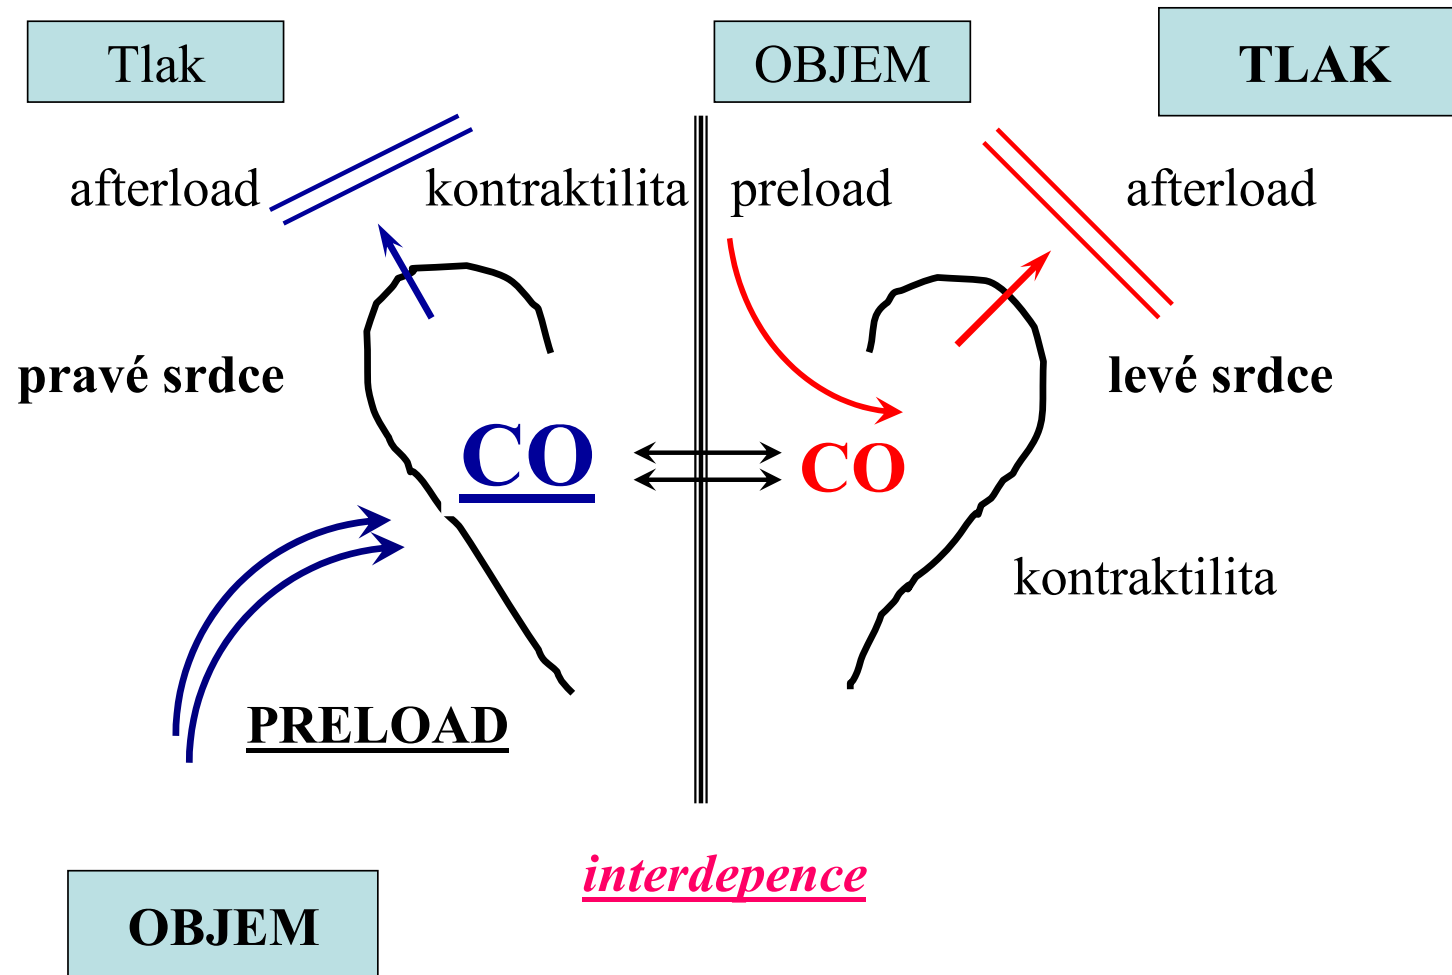 Tlak
OBJEM
TLAK
afterload
kontraktilita
preload
afterload
pravé srdce
levé srdce
CO
CO
kontraktilita
PRELOAD
interdepence
OBJEM